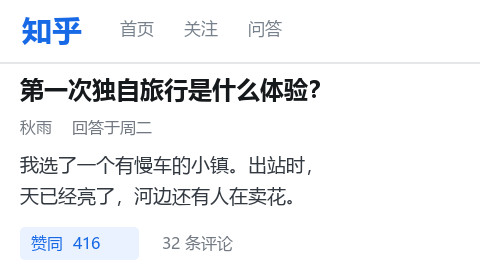 知乎 首页 关注 问答
第一次独自旅行是什么体验？
秋雨 回答于周二
我选了一个有慢车的小镇。出站时，
天已经亮了，河边还有人在卖花。
赞同 416 32 条评论